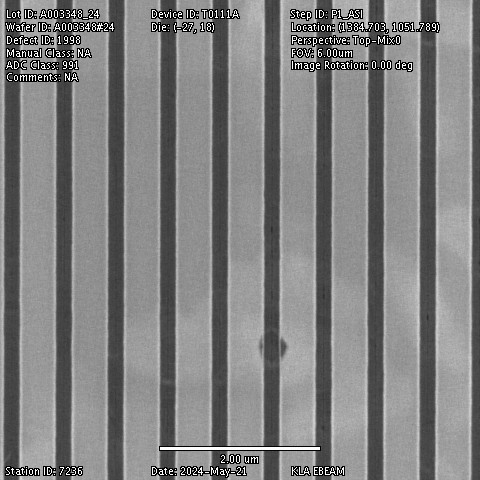 Lot ID: A003348_24
Device ID: T0111A
Step ID: P1_ASI
Wafer ID: A003348#24
Die: (-27, 18)
Location: (1384.703, 1051.789)
Defect ID: 1998
Perspective: Top-Mix0
Manual Class: NA
FOV: 6.00um
ADC Class: 991
Image Rotation: 0.00 deg
Comments: NA
2.00 um
Station ID: 7236
Date: 2024-May-21
KLA EBEAM